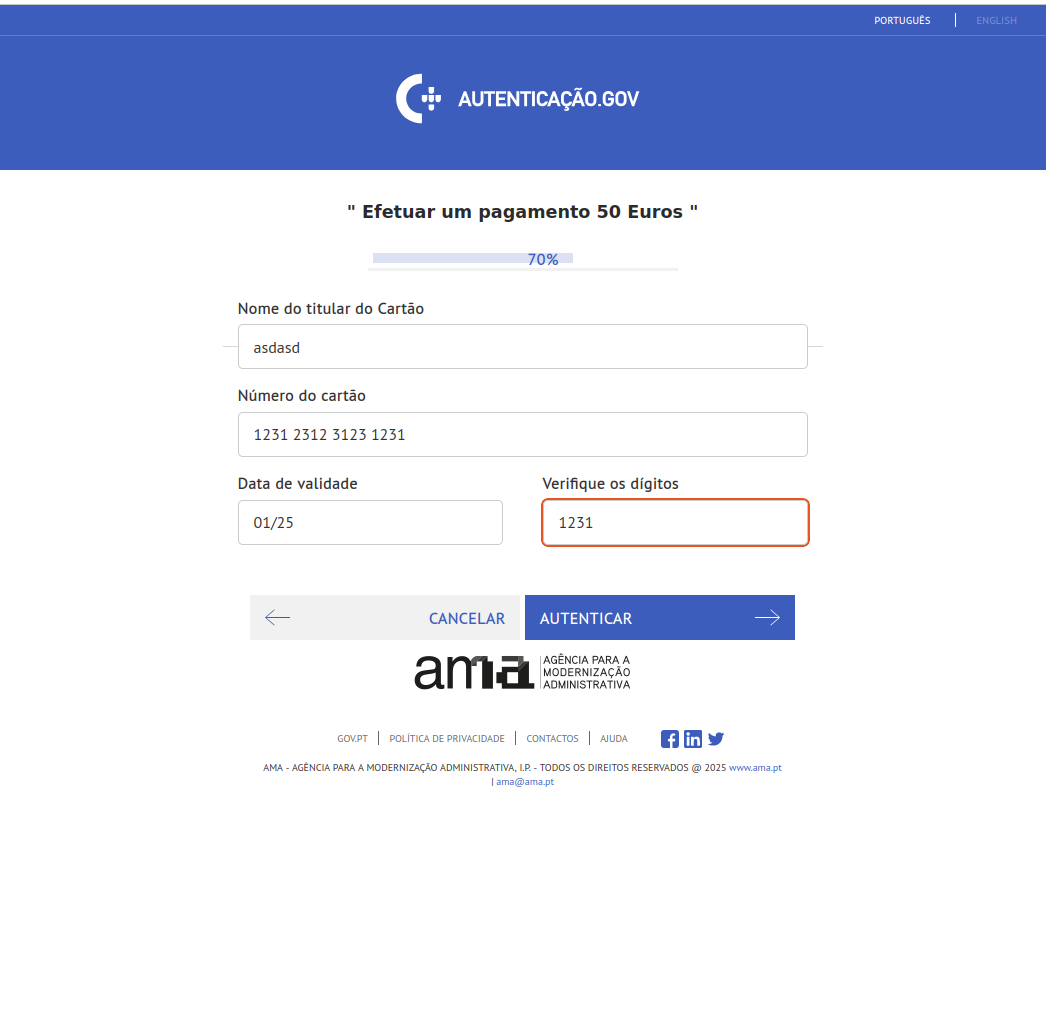 PORTUGUÊS ENGLISH
AUTENTICAÇÃO.GOV
" Efetuar um pagamento 50 Euros "
70%
Nome do titular do Cartão
asdasd
Número do cartão
1231 2312 3123 1231
Data de validade Verifique os dígitos
01/25 1231
CANCELAR AUTENTICAR
ama AGÊNCIA PARA A
MODERNIZAÇÃO
ADMINISTRATIVA
GOV.PT POLÍTICA DE PRIVACIDADE CONTACTOS AJUDA
AMA - AGÊNCIA PARA A MODERNIZAÇÃO ADMINISTRATIVA, I.P. - TODOS OS DIREITOS RESERVADOS @ 2025 www.ama.pt
| ama@ama.pt